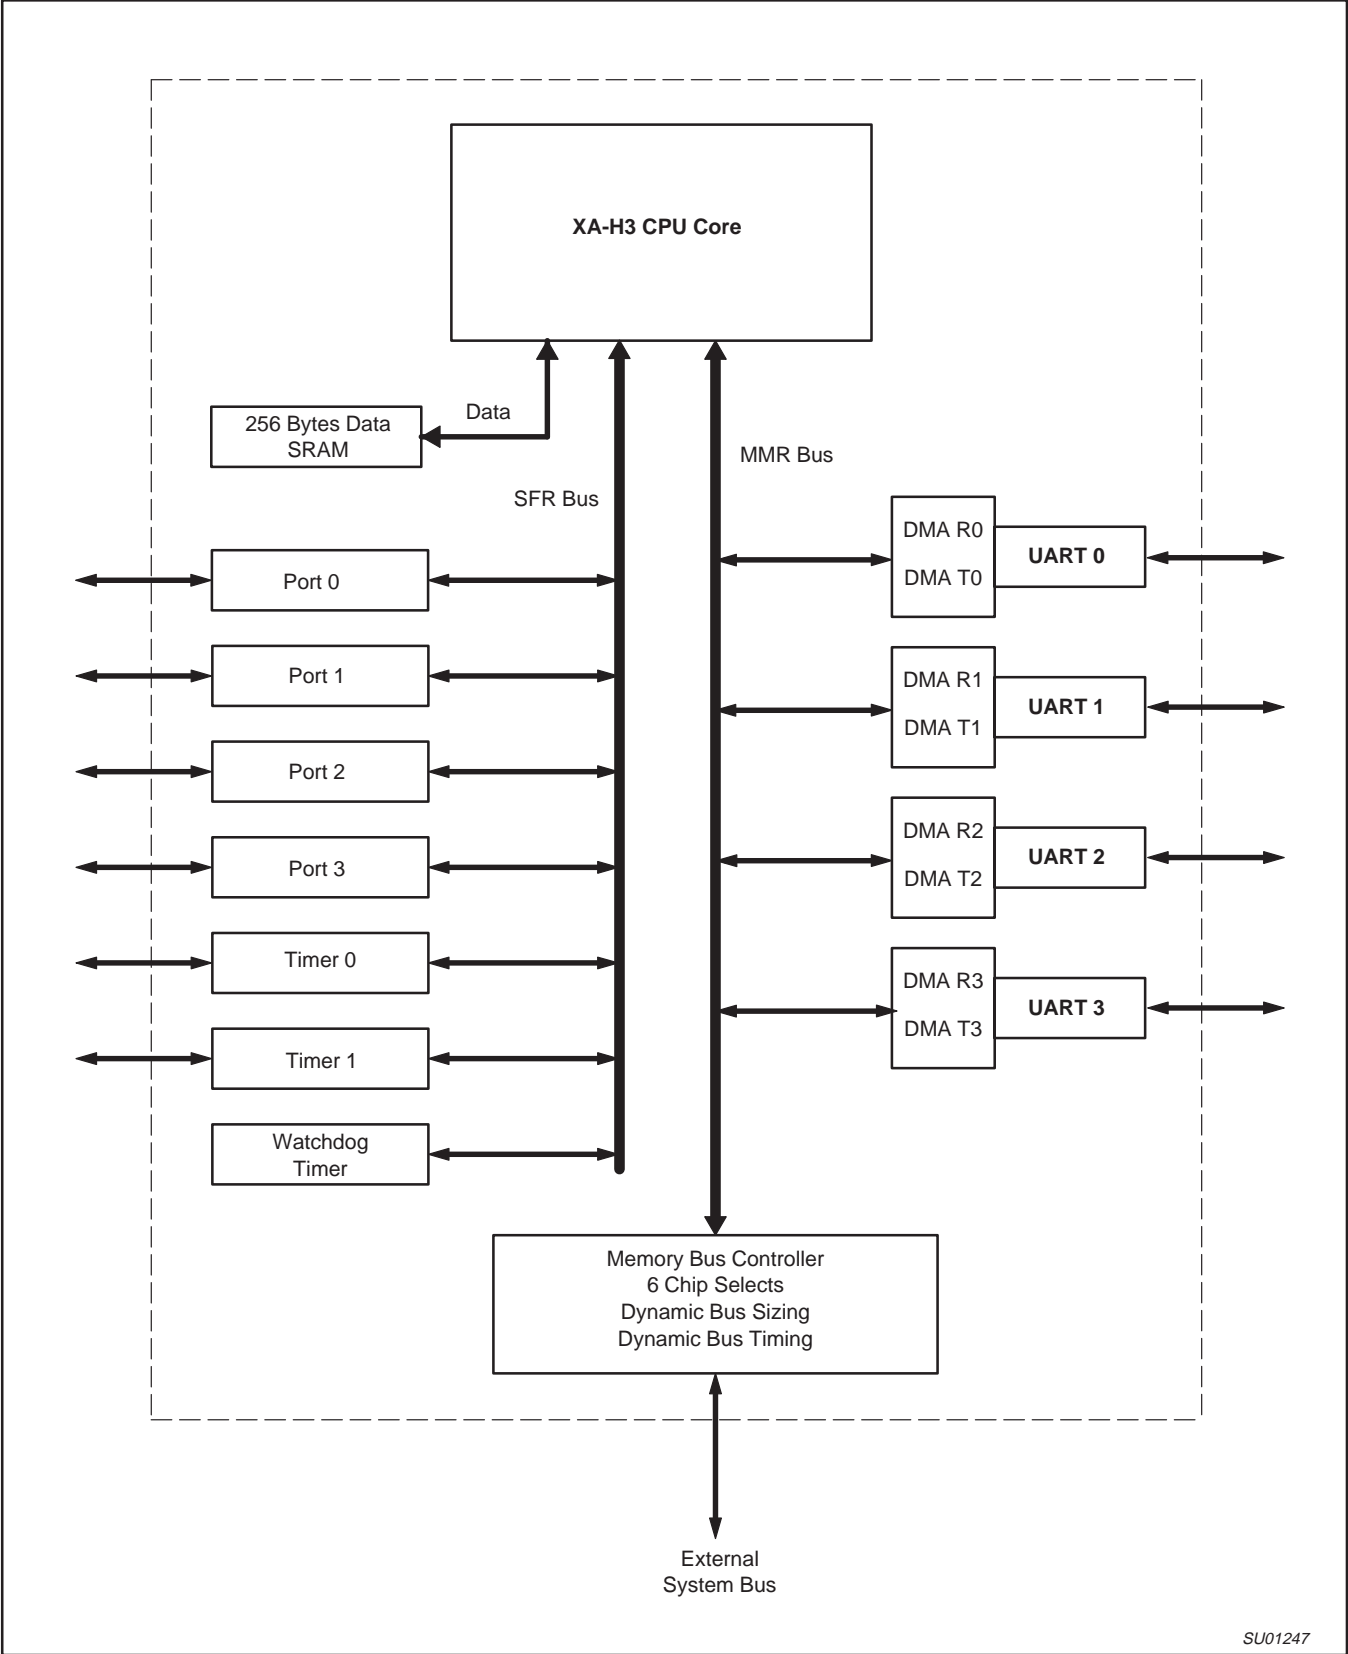 XA-H3 CPU Core
Data
256 Bytes Data
SRAM
MMR Bus
SFR Bus
Port 0
Port 1
Port 2
Port 3
Timer 0
Timer 1
Watchdog
Timer
DMA R0
DMA T0
UART 0
DMA R1
DMA T1
UART 1
DMA R2
DMA T2
UART 2
DMA R3
DMA T3
UART 3
Memory Bus Controller
6 Chip Selects
Dynamic Bus Sizing
Dynamic Bus Timing
External
System Bus
SU01247